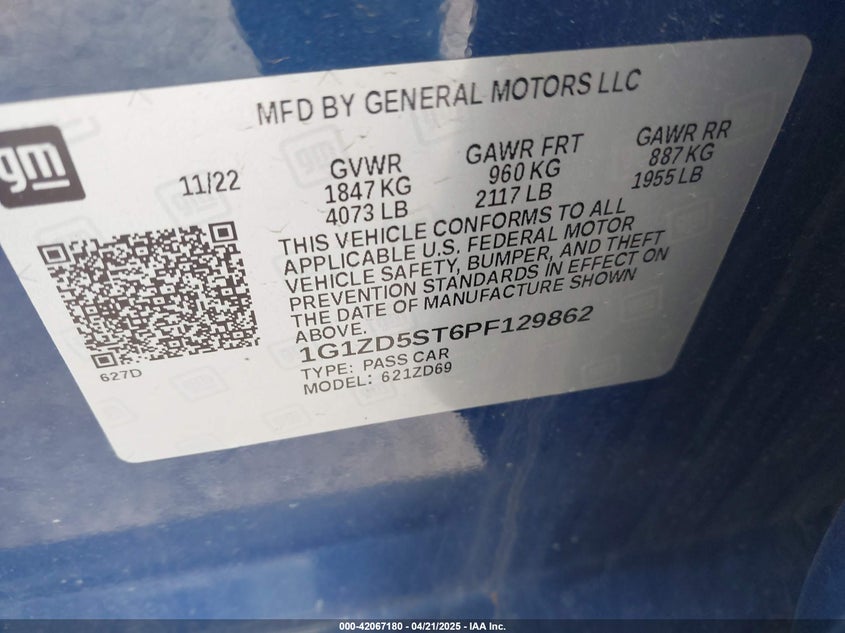 MFD BY GENERAL MOTORS LLC
gm
11/22
GVWR
1847 KG
4073 LB
GAWR FRT
960 KG
2117 LB
GAWR RR
887 KG
1955 LB
THIS VEHICLE CONFORMS TO ALL
APPLICABLE U.S. FEDERAL MOTOR
VEHICLE SAFETY, BUMPER, AND THEFT
PREVENTION STANDARDS IN EFFECT ON
THE DATE OF MANUFACTURE SHOWN
ABOVE.
1G1ZD5ST6PF129862
TYPE: PASS CAR
MODEL: 621ZD69
627D
000-42067180 - 04/21/2025 - IAA Inc.